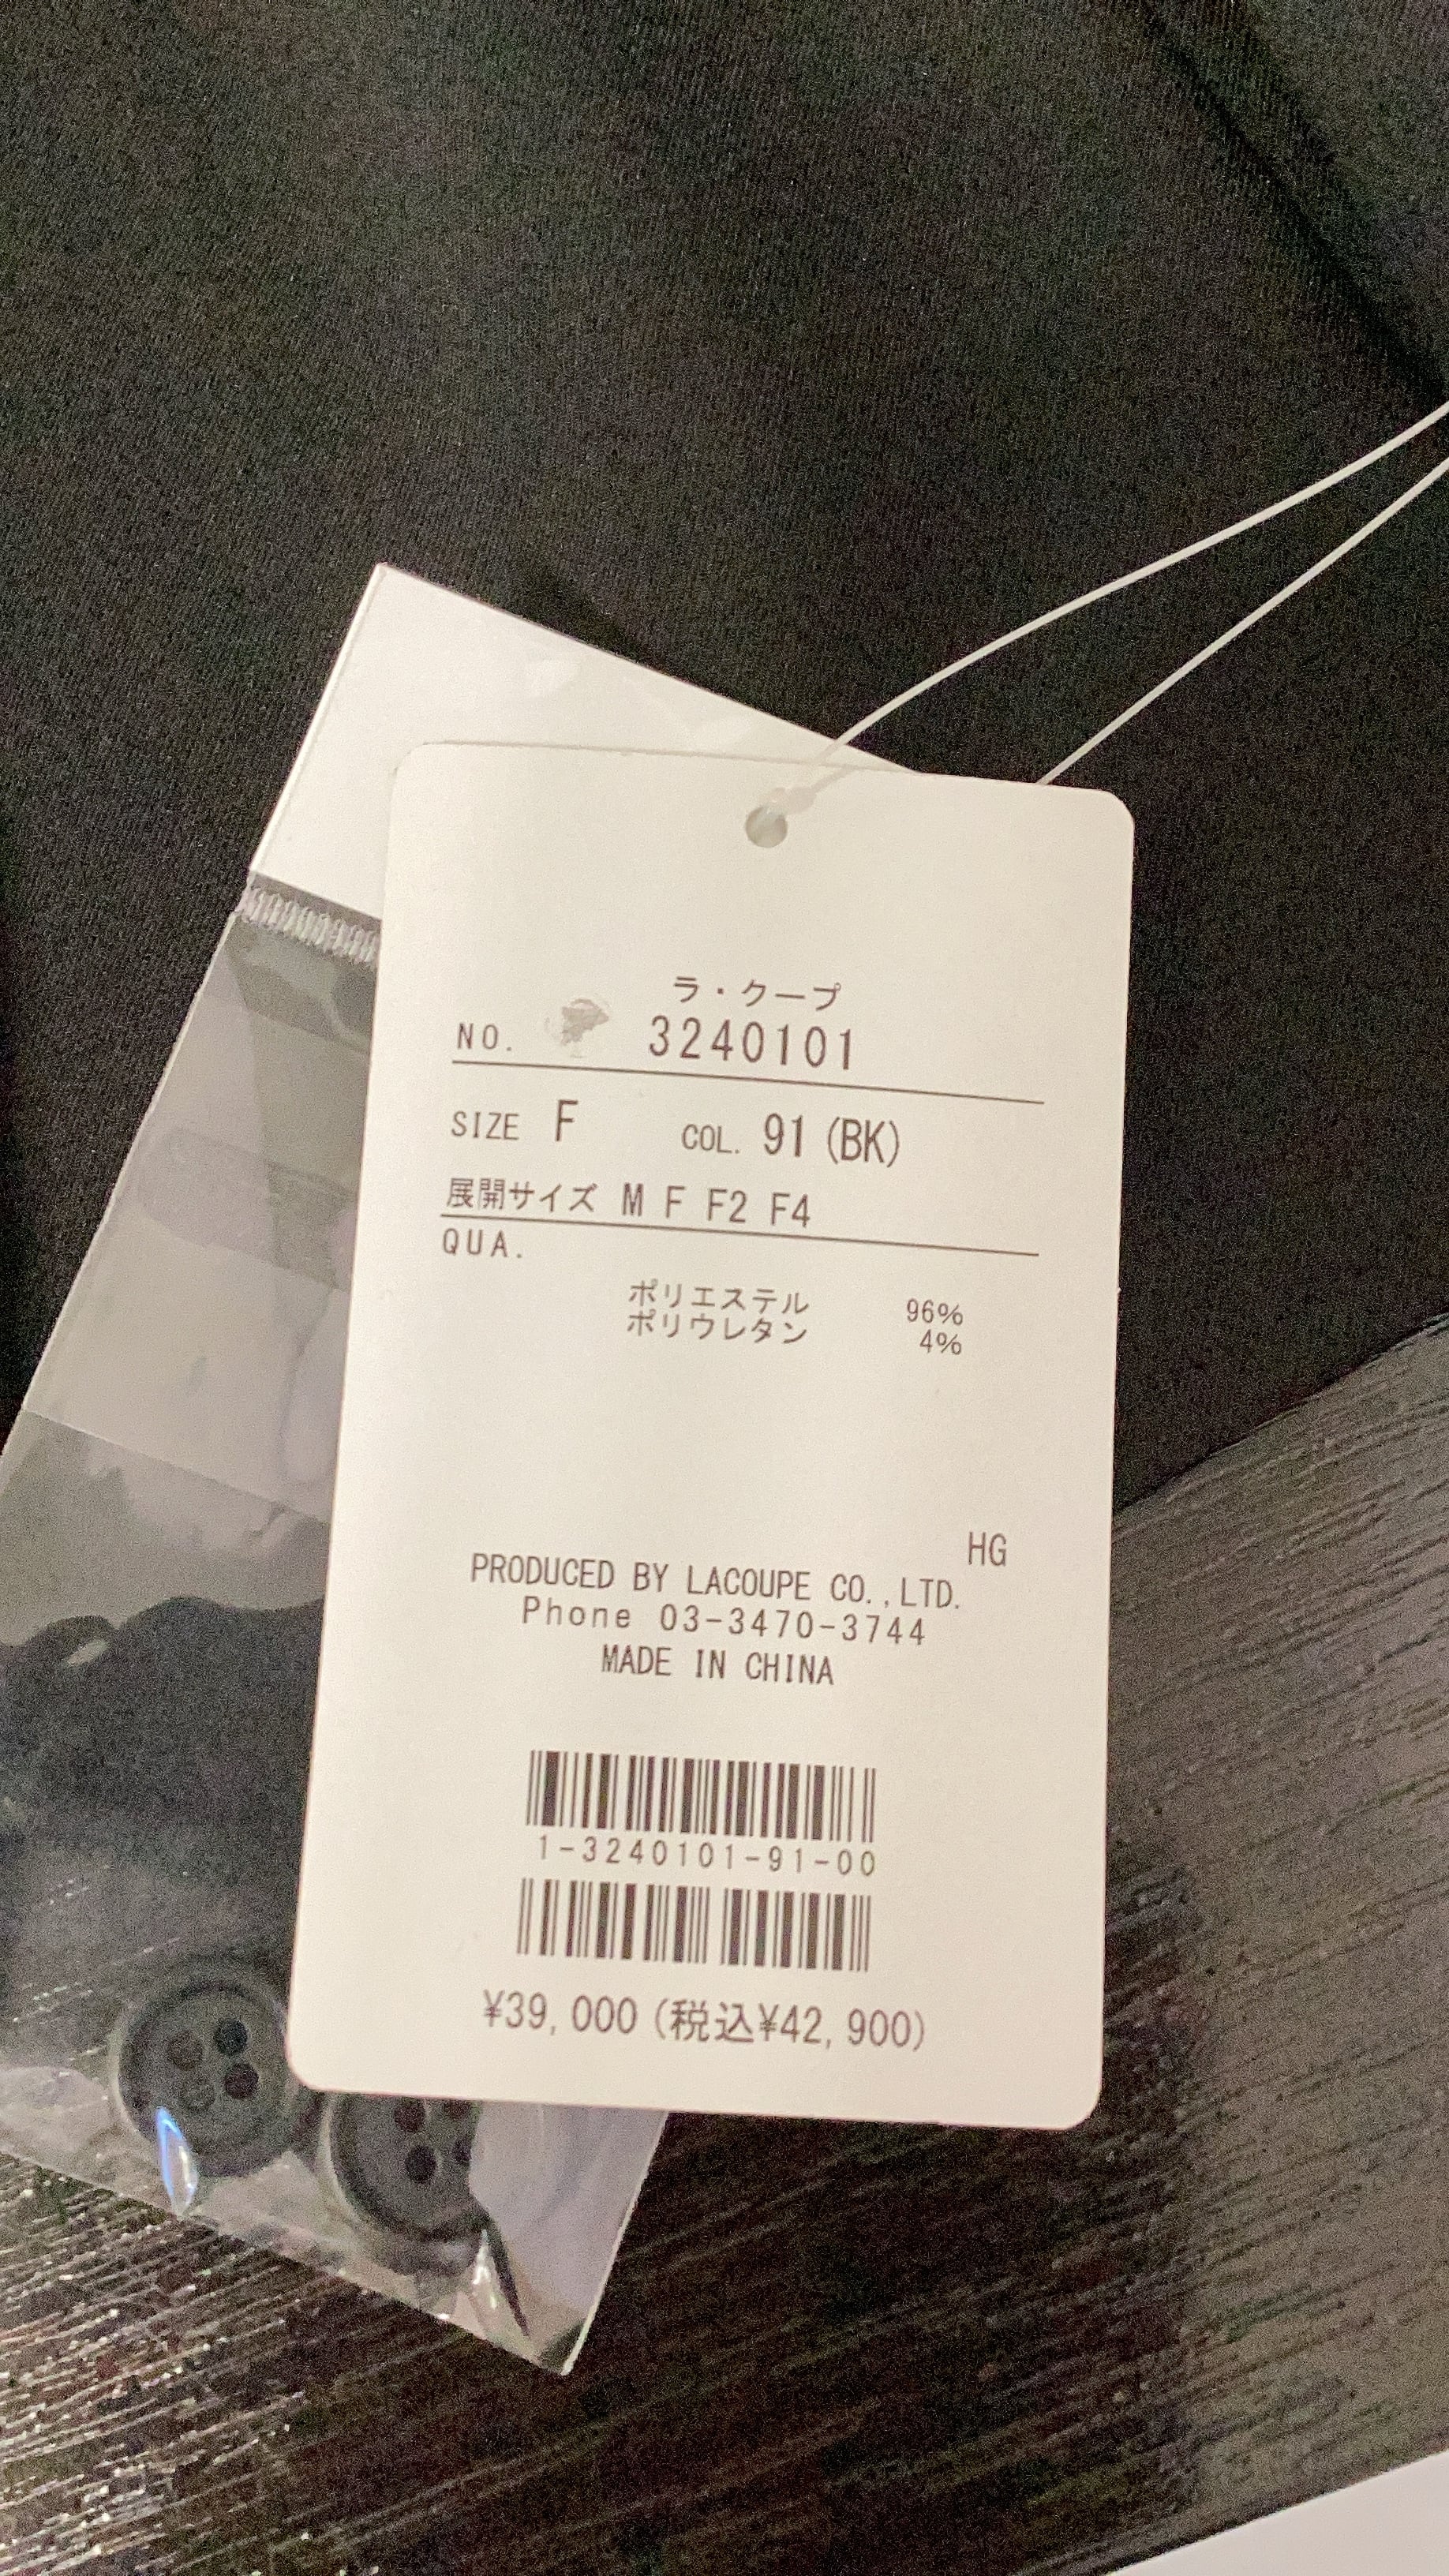 ラ・クープ
NO. 3240101
SIZE F COL. 91 (BK)
展開サイズ M F F2 F4
QUA.
ポリエステル 96%
ポリウレタン 4%
HG
PRODUCED BY LACOUPE CO.,LTD.
Phone 03-3470-3744
MADE IN CHINA
1-3240101-91-00
¥39,000 (税込¥42,900)